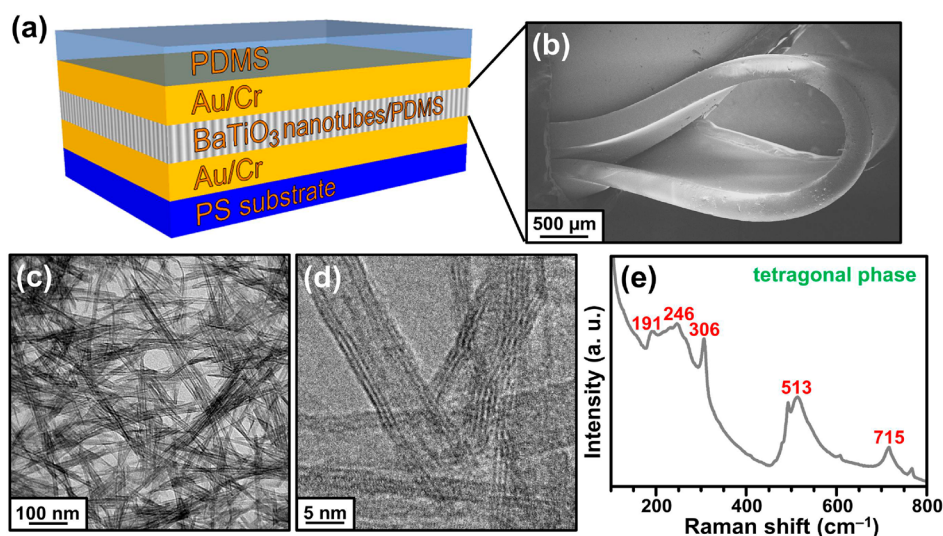 (a)
PDMS
Au/Cr
BaTiO₃ nanotubes/PDMS
Au/Cr
PS substrate
(b)
500 µm
(c)
100 nm
(d)
5 nm
(e)
tetragonal phase
191
246
306
513
715
Intensity (a. u.)
200 400 600 800
Raman shift (cm⁻¹)